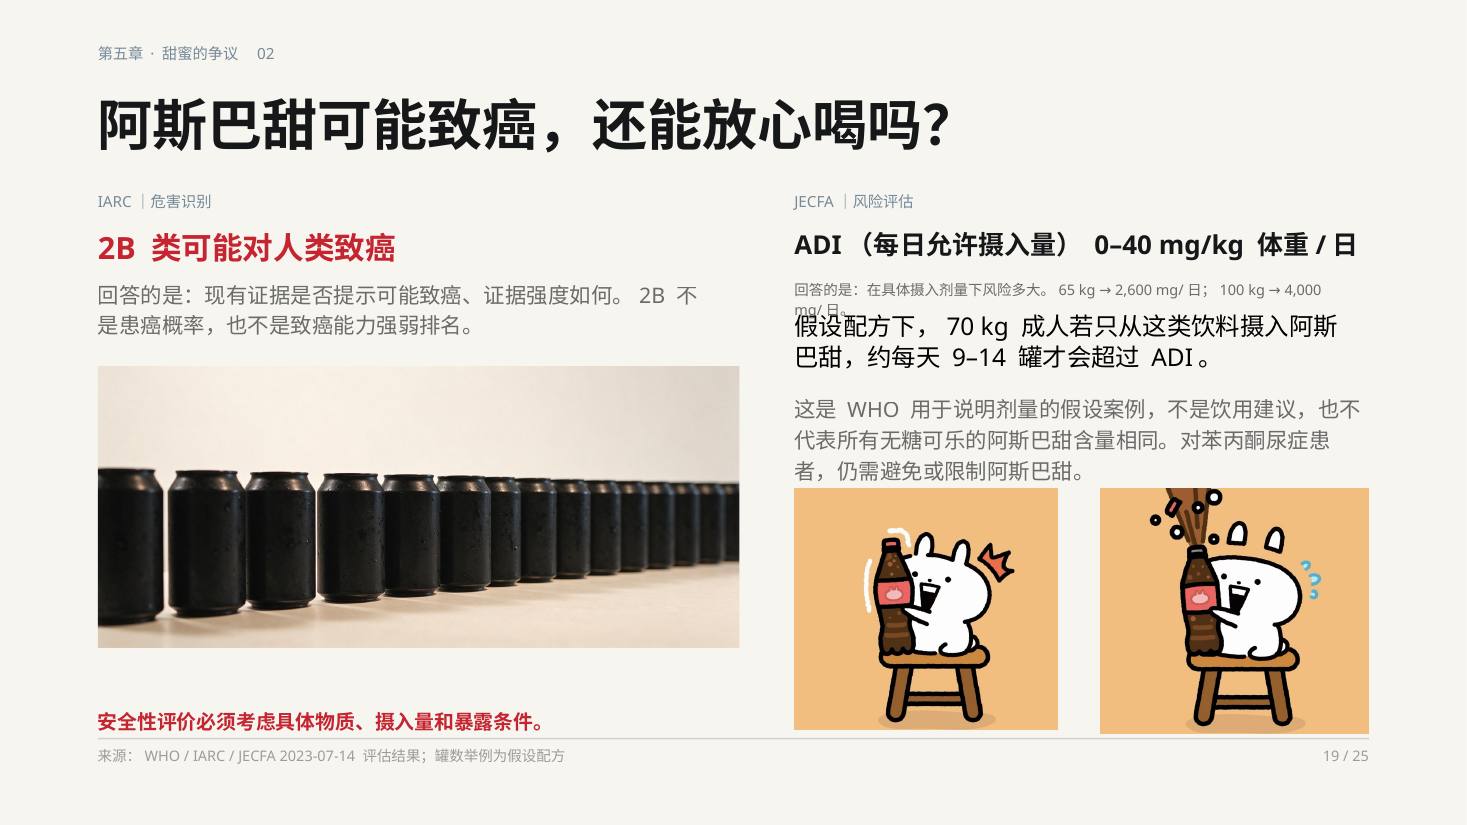 第五章 · 甜蜜的争议 02
阿斯巴甜可能致癌，还能放心喝吗？
IARC｜危害识别
2B 类可能对人类致癌
回答的是：现有证据是否提示可能致癌、证据强度如何。 2B 不
是患癌概率，也不是致癌能力强弱排名。
安全性评价必须考虑具体物质、摄入量和暴露条件。
JECFA｜风险评估
ADI （每日允许摄入量） 0–40 mg/kg 体重 / 日
回答的是：在具体摄入剂量下风险多大。 65 kg → 2,600 mg/ 日； 100 kg → 4,000
mg/ 日。
假设配方下， 70 kg 成人若只从这类饮料摄入阿斯
巴甜，约每天 9–14 罐才会超过 ADI 。
这是 WHO 用于说明剂量的假设案例，不是饮用建议，也不
代表所有无糖可乐的阿斯巴甜含量相同。对苯丙酮尿症患
者，仍需避免或限制阿斯巴甜。
来源： WHO / IARC / JECFA 2023-07-14 评估结果；罐数举例为假设配方
19 / 25